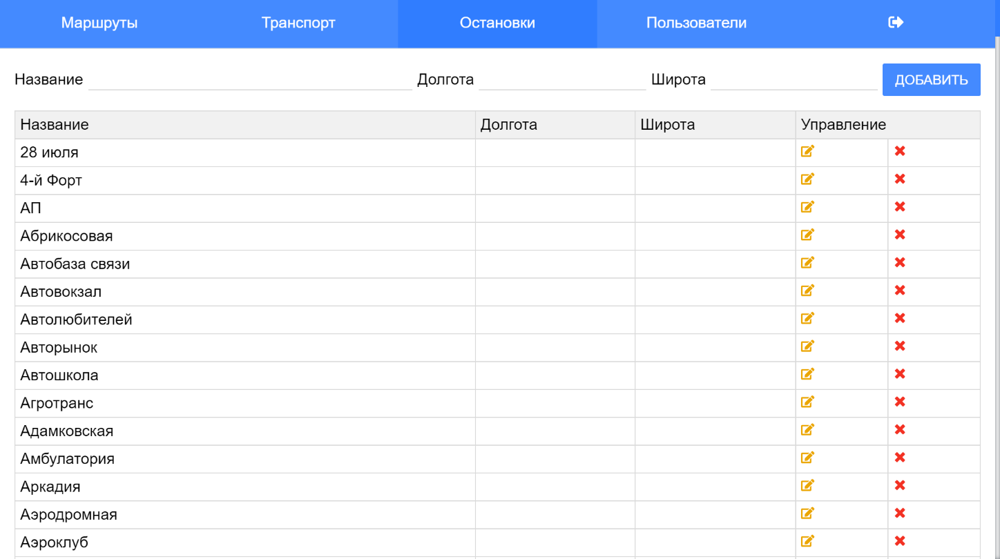 Маршруты Транспорт Остановки Пользователи
Название Долгота Широта ДОБАВИТЬ
Название Долгота Широта Управление
28 июля
4-й Форт
АП
Абрикосовая
Автобаза связи
Автовокзал
Автолюбителей
Авторынок
Автошкола
Агротранс
Адамковская
Амбулатория
Аркадия
Аэродромная
Аэроклуб